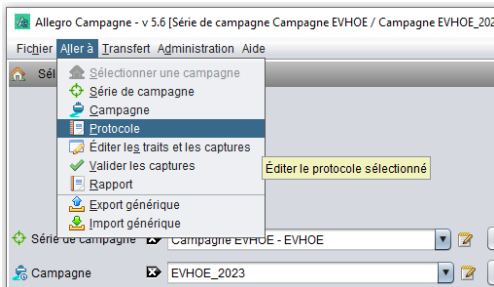 Allegro Campagne - v 5.6 [Série de campagne Campagne EVHOE / Campagne EVHOE_202
Fichier Aller à Transfert Administration Aide
Sél
Sélectionner une campagne
Série de campagne
Campagne
Protocole
Éditer les traits et les captures
Valider les captures
Éditer le protocole sélectionné
Rapport
Export générique
Import générique
Série de campagne Campagne EVHOE - EVHOE
Campagne EVHOE_2023